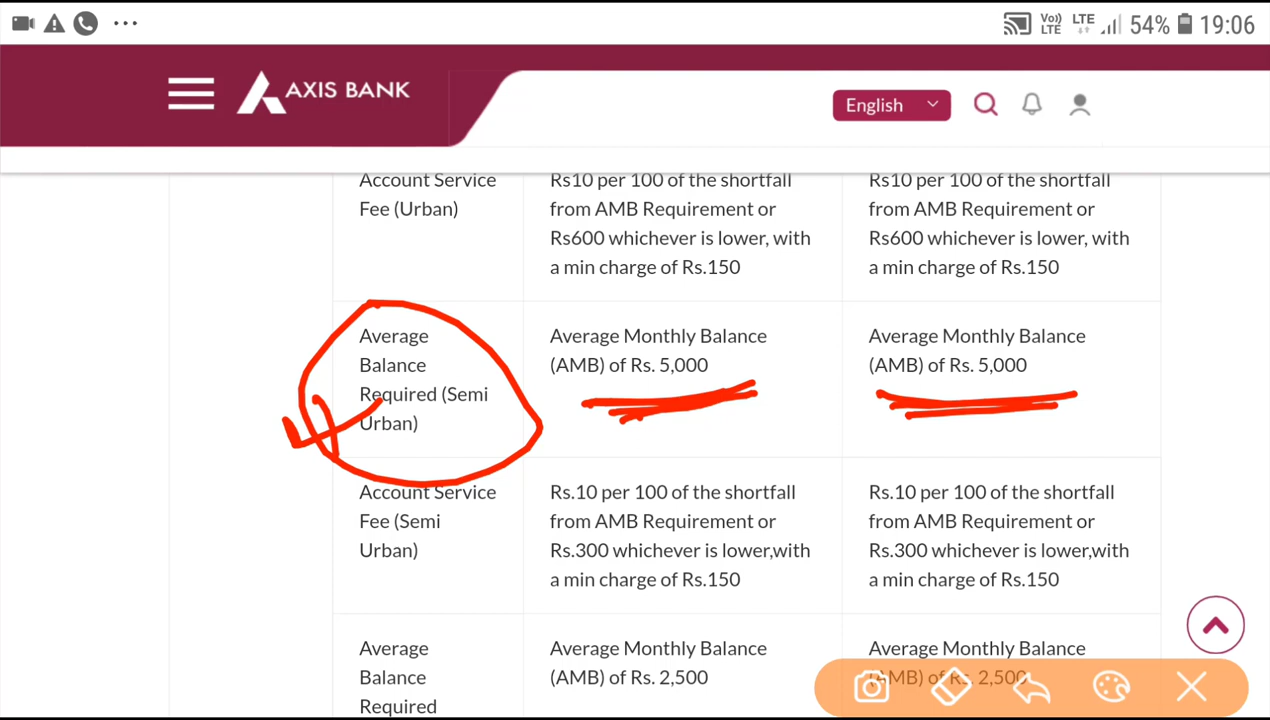 Vo))
LTE
LTE
54%
19:06
AXIS BANK
English
Account Service
Fee (Urban)
Rs10 per 100 of the shortfall
from AMB Requirement or
Rs600 whichever is lower, with
a min charge of Rs.150
Rs10 per 100 of the shortfall
from AMB Requirement or
Rs600 whichever is lower, with
a min charge of Rs.150
Average
Balance
Required (Semi
Urban)
Average Monthly Balance
(AMB) of Rs. 5,000
Average Monthly Balance
(AMB) of Rs. 5,000
Account Service
Fee (Semi
Urban)
Rs.10 per 100 of the shortfall
from AMB Requirement or
Rs.300 whichever is lower,with
a min charge of Rs.150
Rs.10 per 100 of the shortfall
from AMB Requirement or
Rs.300 whichever is lower,with
a min charge of Rs.150
Average
Balance
Required
Average Monthly Balance
(AMB) of Rs. 2,500
Average Monthly Balance
(AMB) of Rs. 2,500